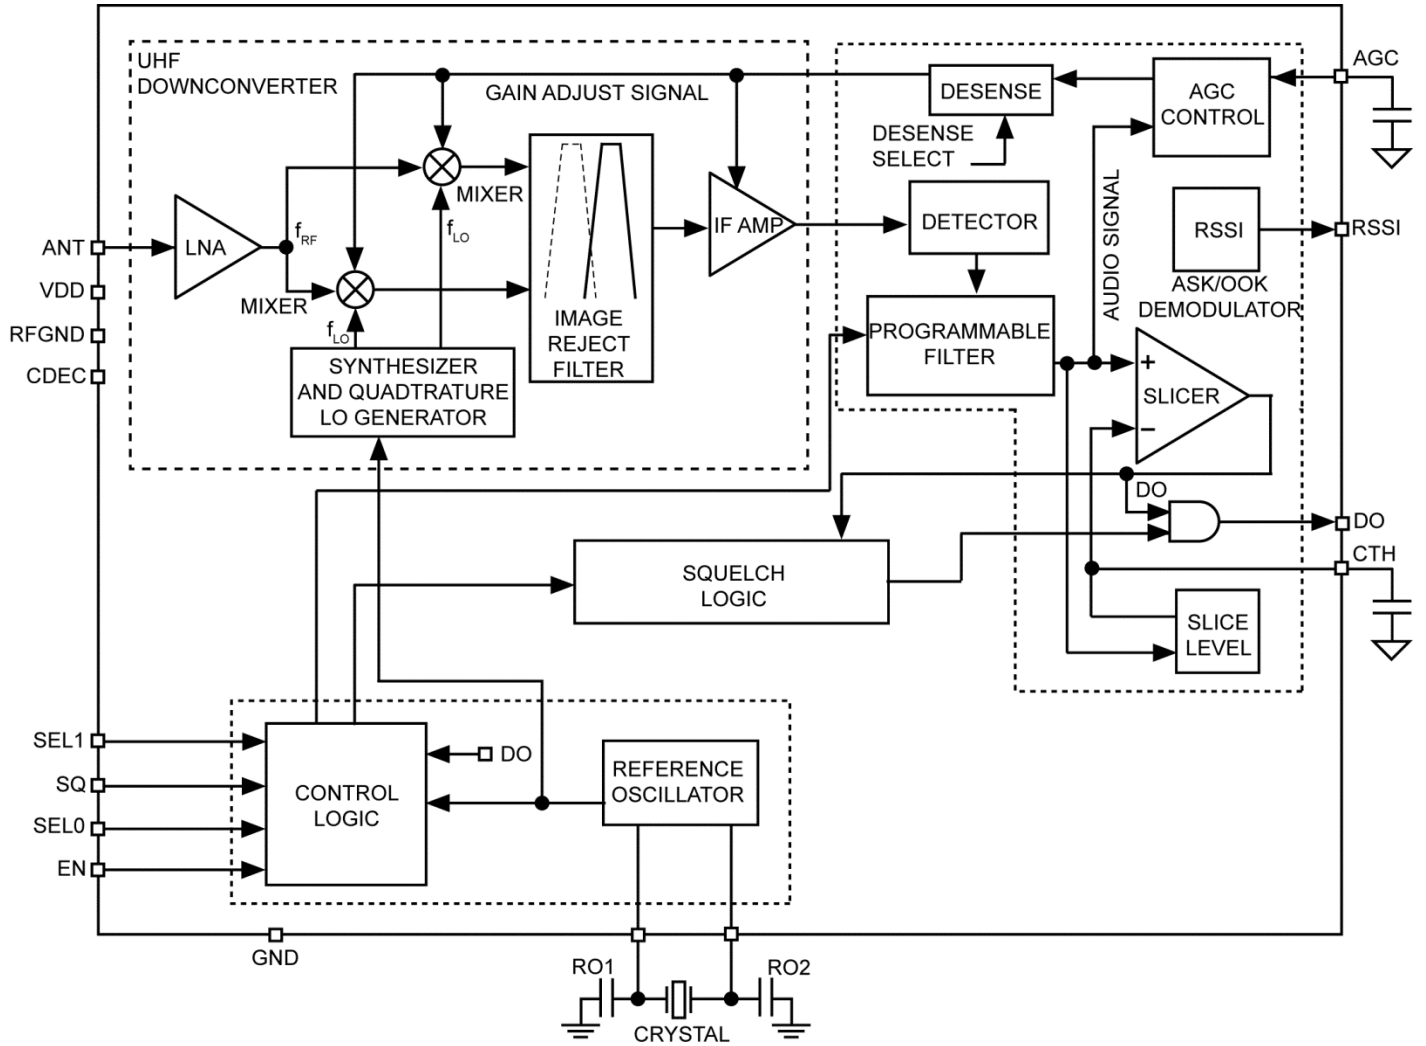 UHF
DOWNCONVERTER
GAIN ADJUST SIGNAL
DESENSE
DESENSE
SELECT
AGC
CONTROL
AGC
MIXER
LNA
fRF
fLO
IF AMP
DETECTOR
AUDIO SIGNAL
RSSI
RSSI
ASK/OOK
DEMODULATOR
ANT
VDD
RFGND
CDEC
MIXER
fLO
IMAGE
REJECT
FILTER
PROGRAMMABLE
FILTER
SYNTHESIZER
AND QUADTRATURE
LO GENERATOR
+
SLICER
−
DO
DO
CTH
SQUELCH
LOGIC
SLICE
LEVEL
SEL1
SQ
SEL0
EN
CONTROL
LOGIC
DO
REFERENCE
OSCILLATOR
GND
RO1
RO2
CRYSTAL